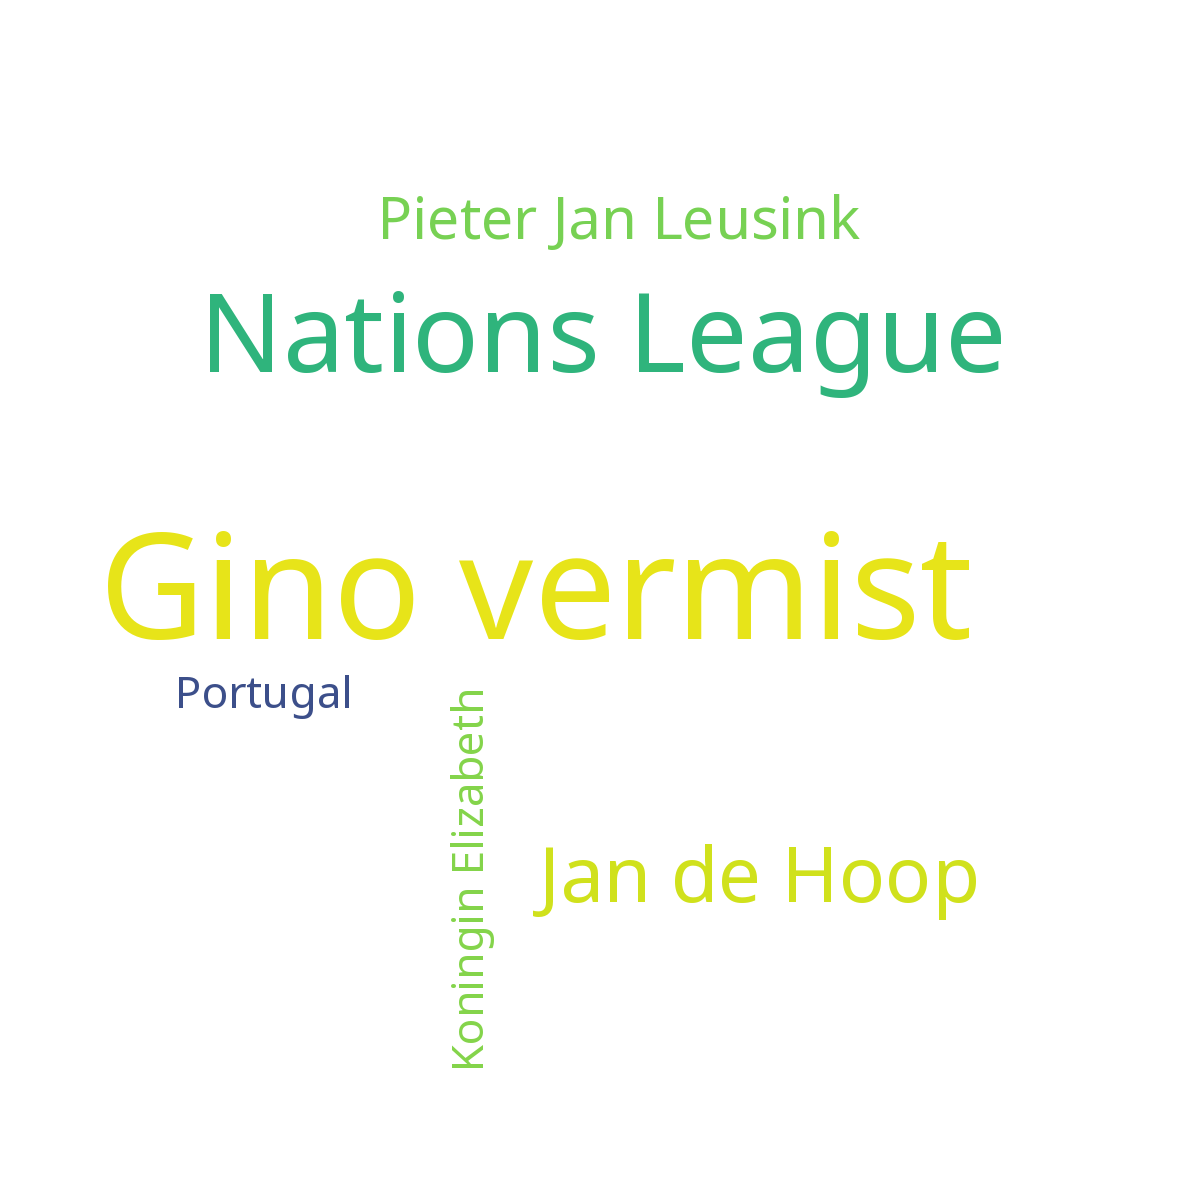 Pieter Jan Leusink
Nations League
Gino vermist
Portugal
Koningin Elizabeth
Jan de Hoop